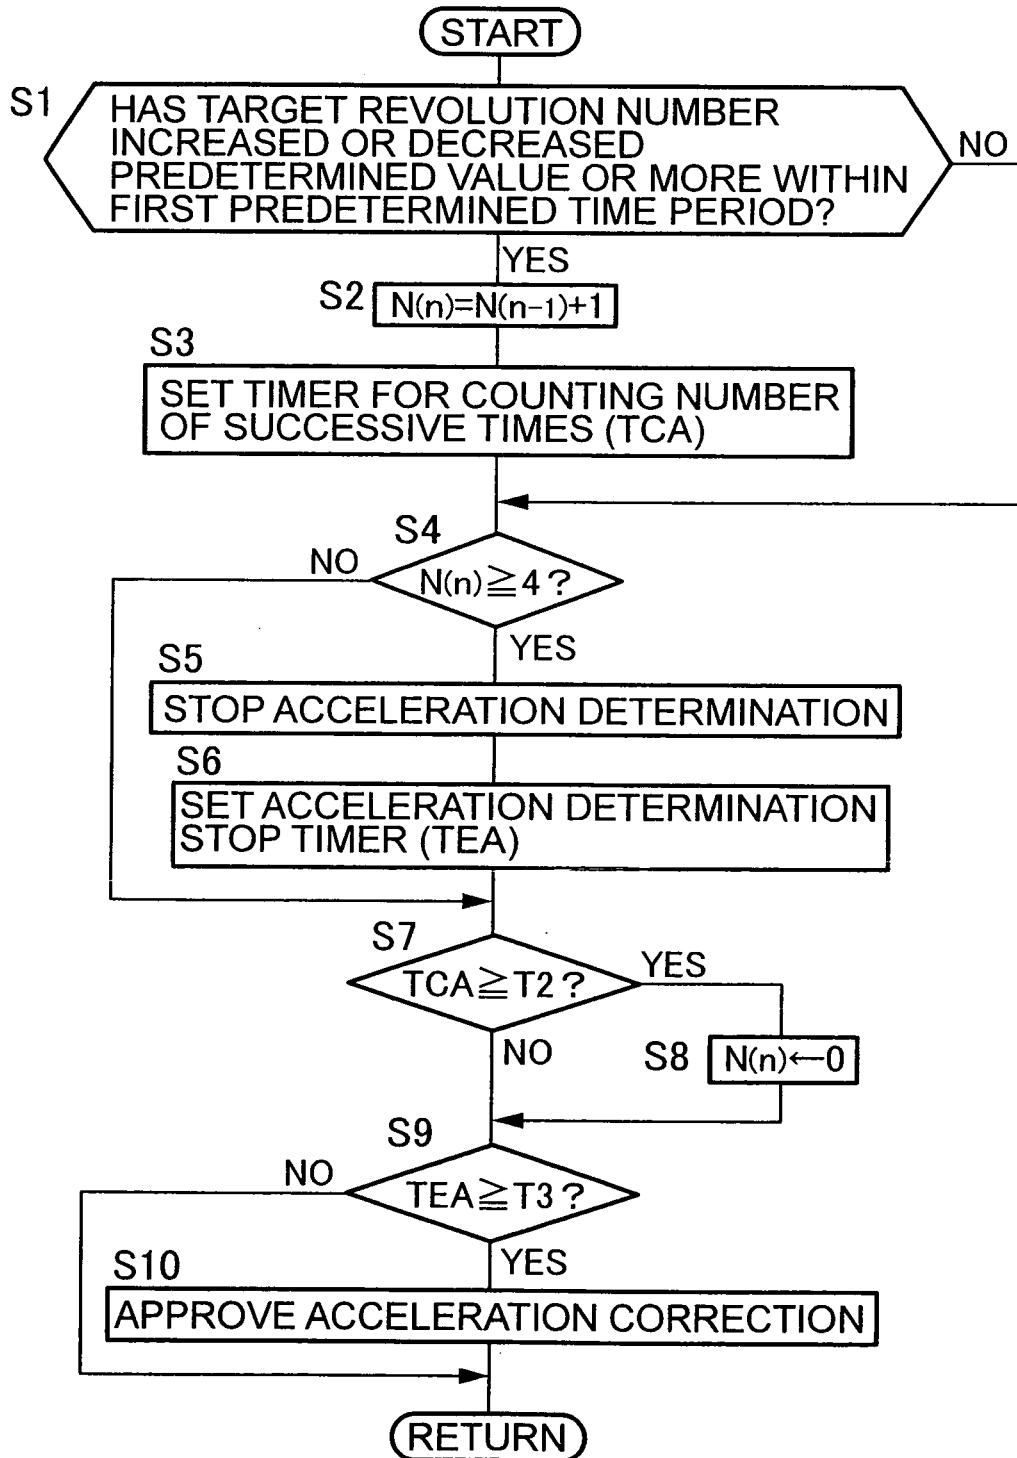 START
S1
HAS TARGET REVOLUTION NUMBER
INCREASED OR DECREASED
PREDETERMINED VALUE OR MORE WITHIN
FIRST PREDETERMINED TIME PERIOD?
NO
YES
S2
N(n)=N(n-1)+1
S3
SET TIMER FOR COUNTING NUMBER
OF SUCCESSIVE TIMES (TCA)
S4
NO
N(n)≧4?
YES
S5
STOP ACCELERATION DETERMINATION
S6
SET ACCELERATION DETERMINATION
STOP TIMER (TEA)
S7
TCA≧T2?
YES
NO
S8
N(n)←0
S9
NO
TEA≧T3?
YES
S10
APPROVE ACCELERATION CORRECTION
RETURN